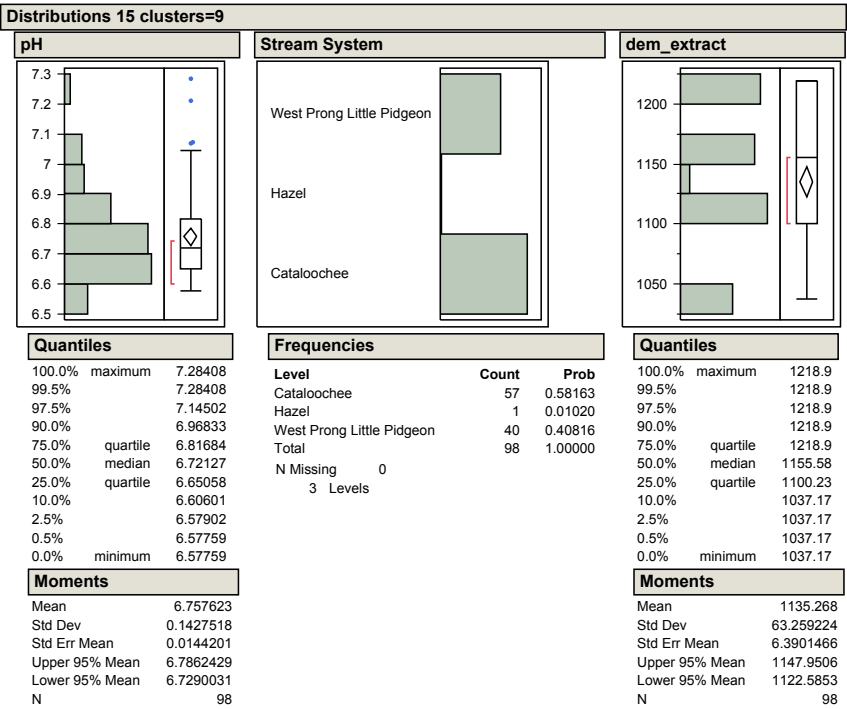 Distributions 15 clusters=9
pH
7.3
7.2
7.1
7
6.9
6.8
6.7
6.6
6.5
Quantiles
100.0% maximum 7.28408
99.5% 7.28408
97.5% 7.14502
90.0% 6.96833
75.0% quartile 6.81684
50.0% median 6.72127
25.0% quartile 6.65058
10.0% 6.60601
2.5% 6.57902
0.5% 6.57759
0.0% minimum 6.57759
Moments
Mean 6.757623
Std Dev 0.1427518
Std Err Mean 0.0144201
Upper 95% Mean 6.7862429
Lower 95% Mean 6.7290031
N 98
Stream System
West Prong Little Pidgeon
Hazel
Cataloochee
Frequencies
Level Count Prob
Cataloochee 57 0.58163
Hazel 1 0.01020
West Prong Little Pidgeon 40 0.40816
Total 98 1.00000
N Missing 0
3 Levels
dem_extract
1200
1150
1100
1050
Quantiles
100.0% maximum 1218.9
99.5% 1218.9
97.5% 1218.9
90.0% 1218.9
75.0% quartile 1218.9
50.0% median 1155.58
25.0% quartile 1100.23
10.0% 1037.17
2.5% 1037.17
0.5% 1037.17
0.0% minimum 1037.17
Moments
Mean 1135.268
Std Dev 63.259224
Std Err Mean 6.3901466
Upper 95% Mean 1147.9506
Lower 95% Mean 1122.5853
N 98